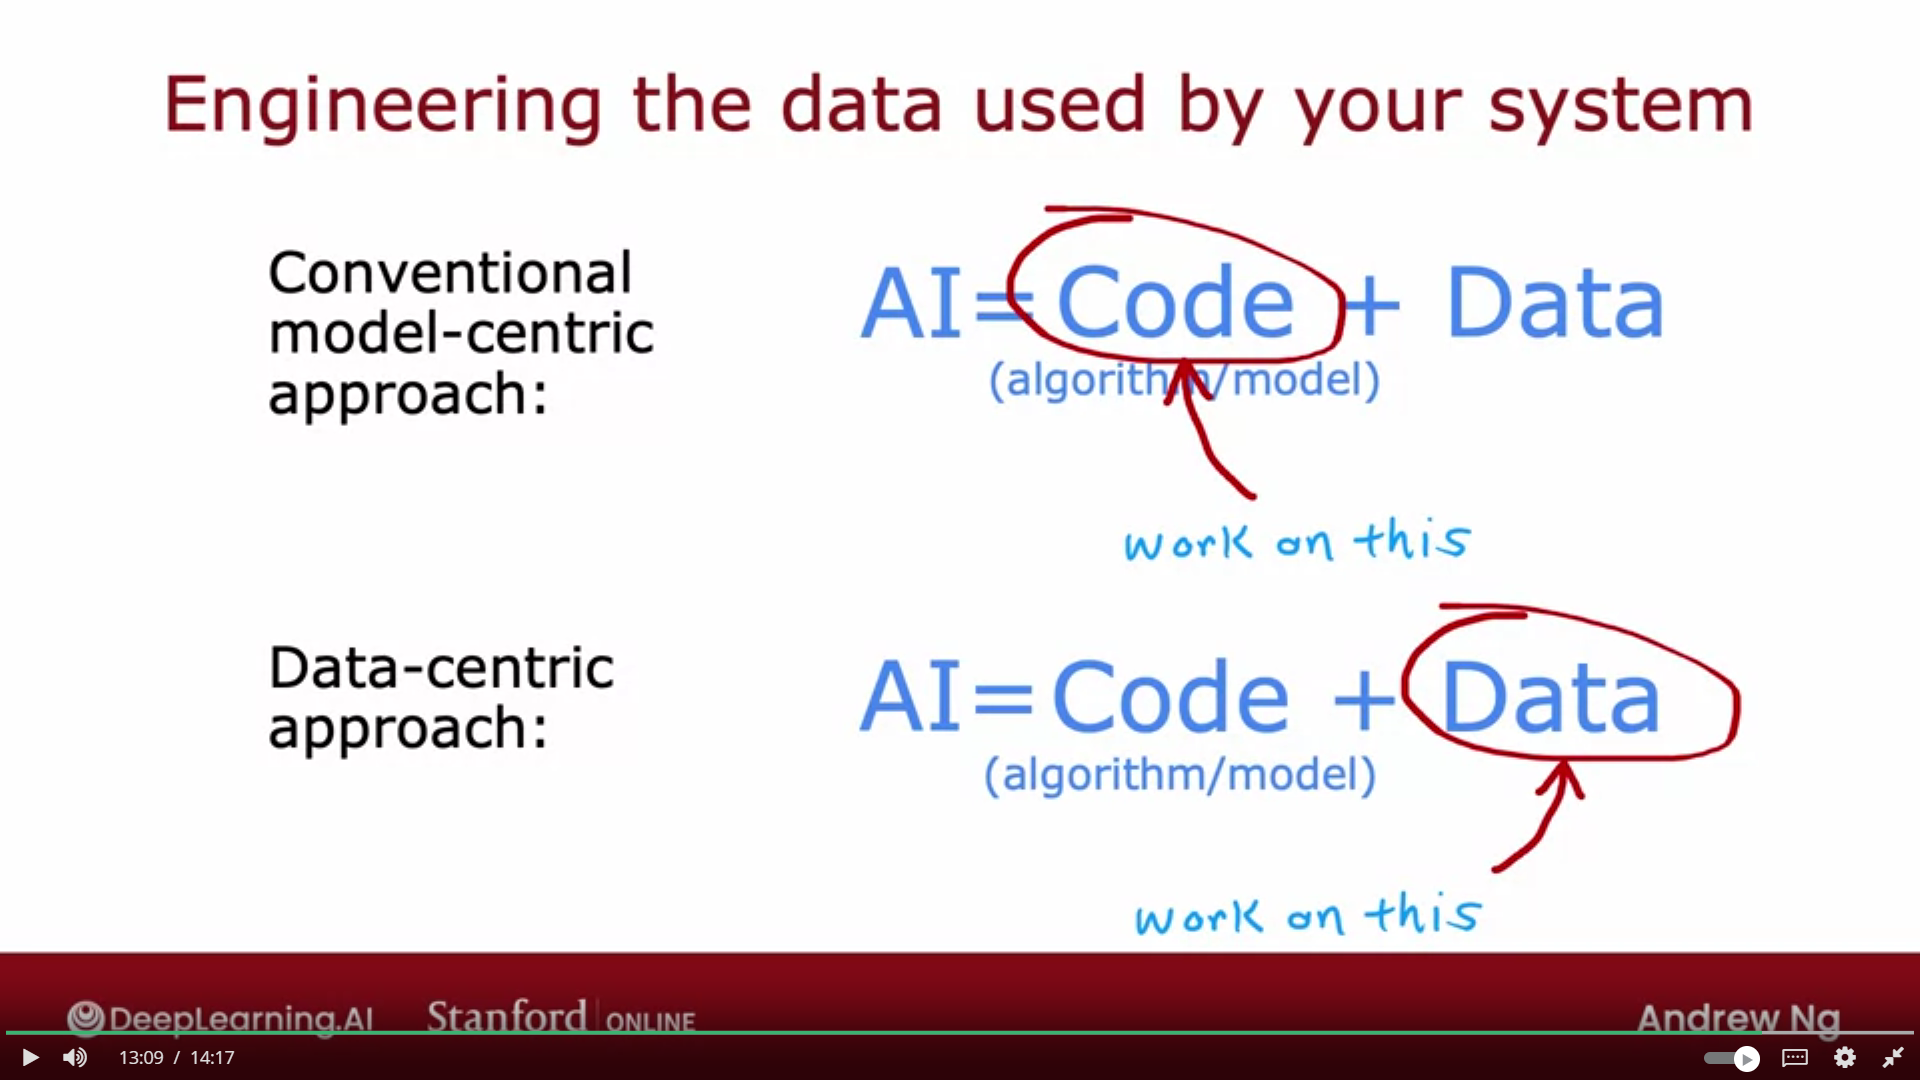 Engineering the data used by your system
Conventional
model-centric
approach:
AI = Code + Data
(algorithm/model)
work on this
Data-centric
approach:
AI = Code + Data
(algorithm/model)
work on this
DeepLearning.AI
Stanford | ONLINE
Andrew Ng
13:09 / 14:17